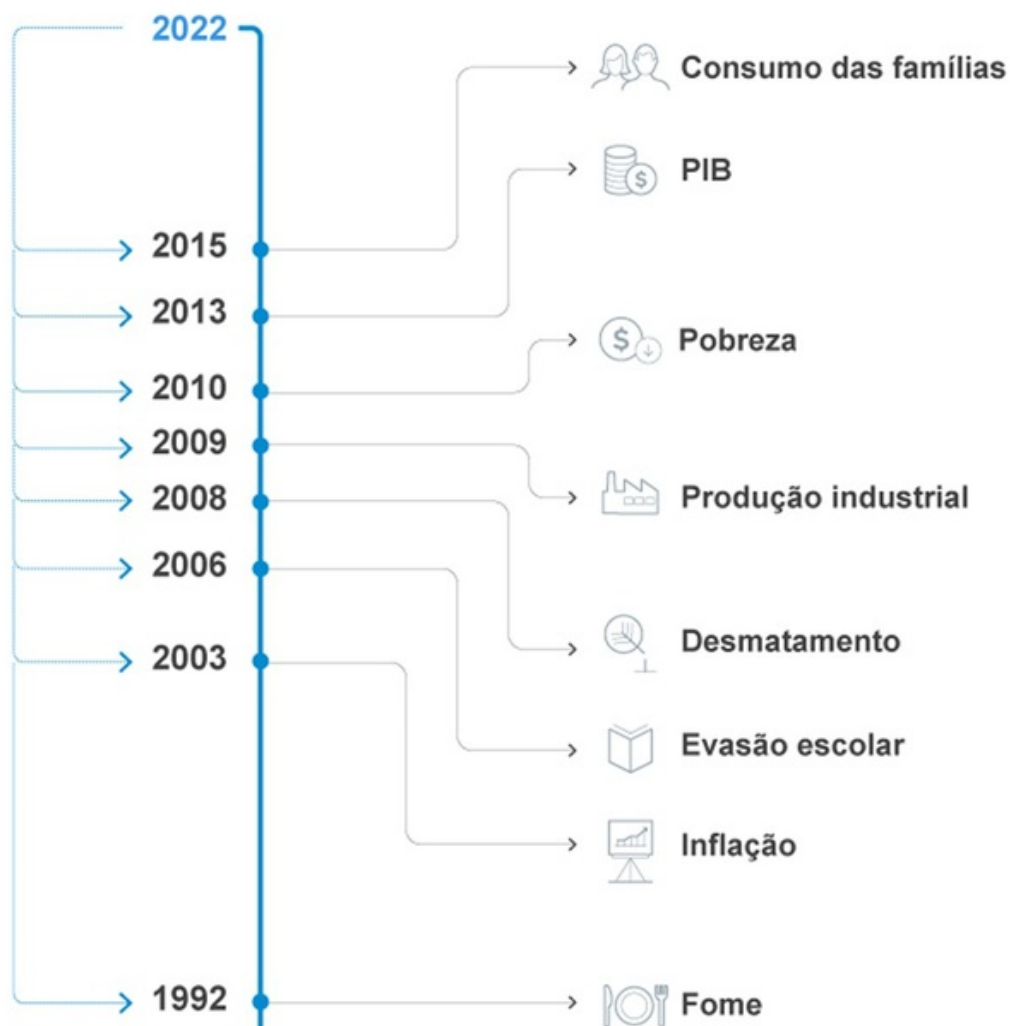 2022
Consumo das famílias
PIB
2015
2013
Pobreza
2010
2009
Produção industrial
2008
2006
Desmatamento
2003
Evasão escolar
Inflação
1992
Fome